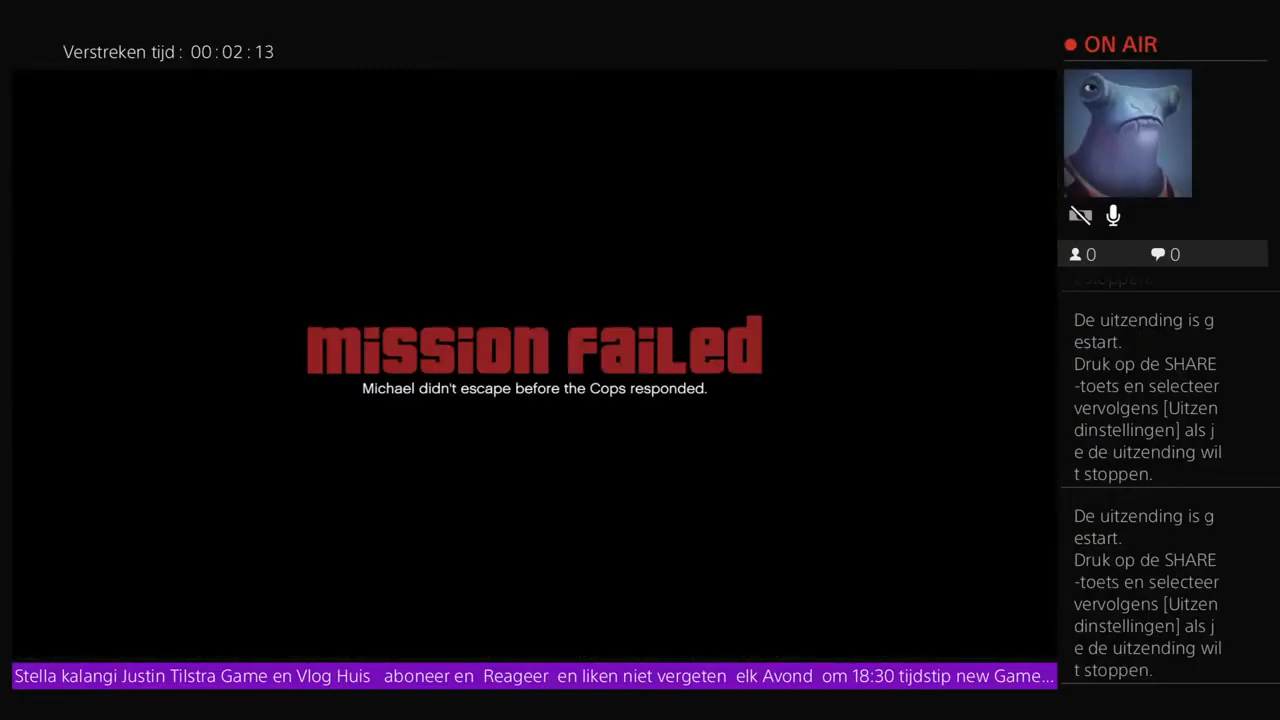 Verstreken tijd : 00:02:13
ON AIR
0 0
De uitzending is g
estart.
Druk op de SHARE
-toets en selecteer
vervolgens [Uitzen
dinstellingen] als j
e de uitzending wil
t stoppen.
De uitzending is g
estart.
Druk op de SHARE
-toets en selecteer
vervolgens [Uitzen
dinstellingen] als j
e de uitzending wil
t stoppen.
mission failed
Michael didn't escape before the Cops responded.
Stella kalangi Justin Tilstra Game en Vlog Huis aboneer en Reageer en liken niet vergeten elk Avond om 18:30 tijdstip new Game...